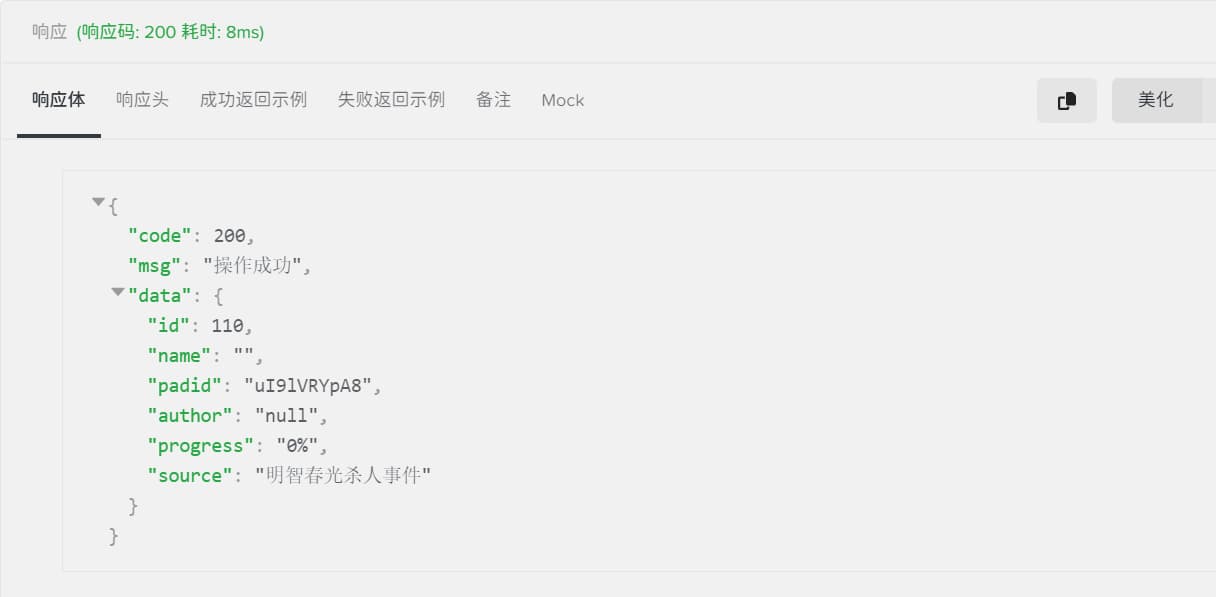 响应 (响应码: 200 耗时: 8ms)
响应体 响应头 成功返回示例 失败返回示例 备注 Mock 美化
{
"code": 200,
"msg": "操作成功",
"data": {
"id": 110,
"name": "",
"padid": "uI9lVRYpA8",
"author": "null",
"progress": "0%",
"source": "明智春光杀人事件"
}
}